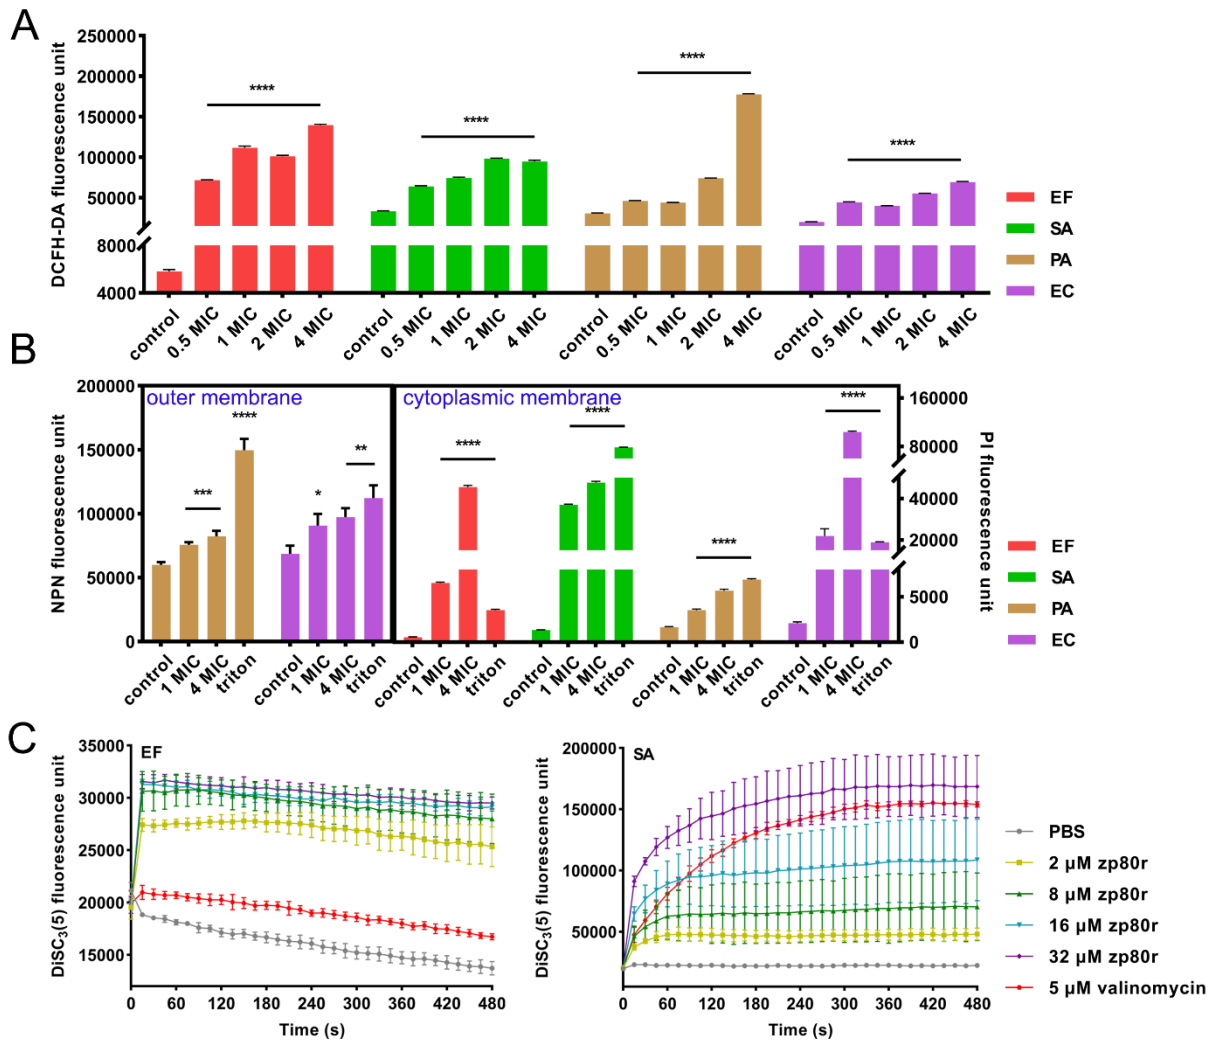 A
DCFH-DA fluorescence unit
250000
200000
150000
100000
50000
8000
4000
****
****
****
****
control
0.5 MIC
1 MIC
2 MIC
4 MIC
control
0.5 MIC
1 MIC
2 MIC
4 MIC
control
0.5 MIC
1 MIC
2 MIC
4 MIC
control
0.5 MIC
1 MIC
2 MIC
4 MIC
EF
SA
PA
EC
B
NPN fluorescence unit
200000
150000
100000
50000
0
outer membrane
***
****
*
**
control
1 MIC
4 MIC
triton
control
1 MIC
4 MIC
triton
cytoplasmic membrane
****
****
****
****
control
1 MIC
4 MIC
triton
control
1 MIC
4 MIC
triton
control
1 MIC
4 MIC
triton
control
1 MIC
4 MIC
triton
160000
80000
40000
20000
5000
0
PI fluorescence unit
EF
SA
PA
EC
C
DiSC₃(5) fluorescence unit
35000
30000
25000
20000
15000
EF
0
60
120
180
240
300
360
420
480
Time (s)
DiSC₃(5) fluorescence unit
200000
150000
100000
50000
SA
0
60
120
180
240
300
360
420
480
Time (s)
PBS
2 µM zp80r
8 µM zp80r
16 µM zp80r
32 µM zp80r
5 µM valinomycin